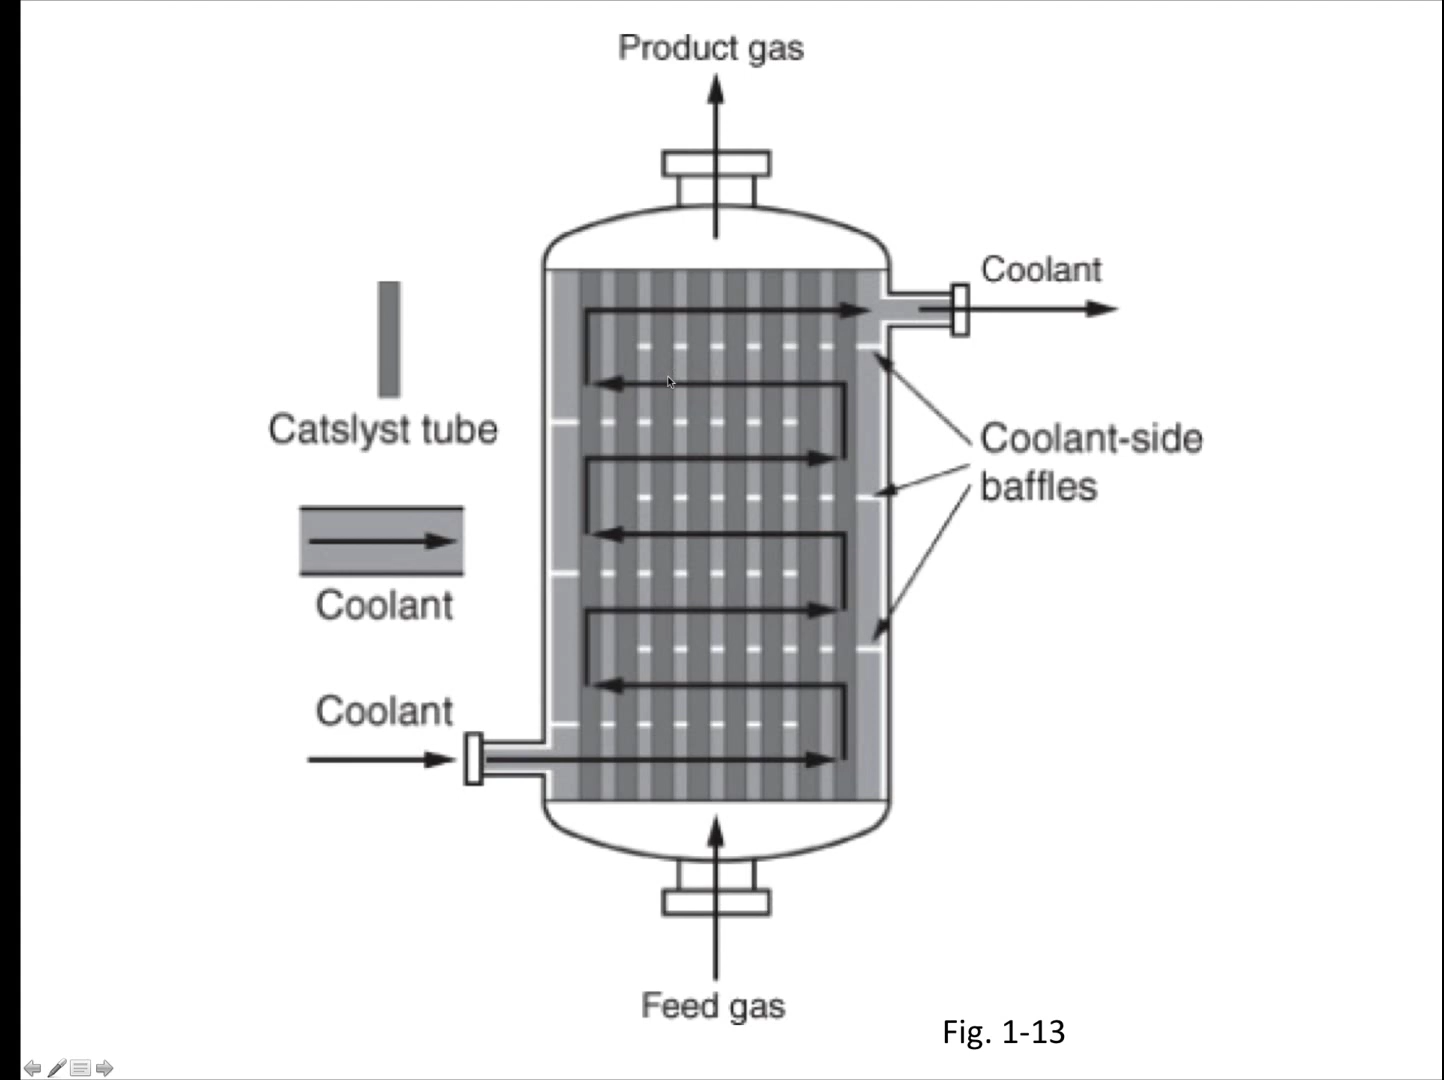 Product gas
Coolant
Catslyst tube
Coolant-side
baffles
Coolant
Coolant
Feed gas
Fig. 1-13